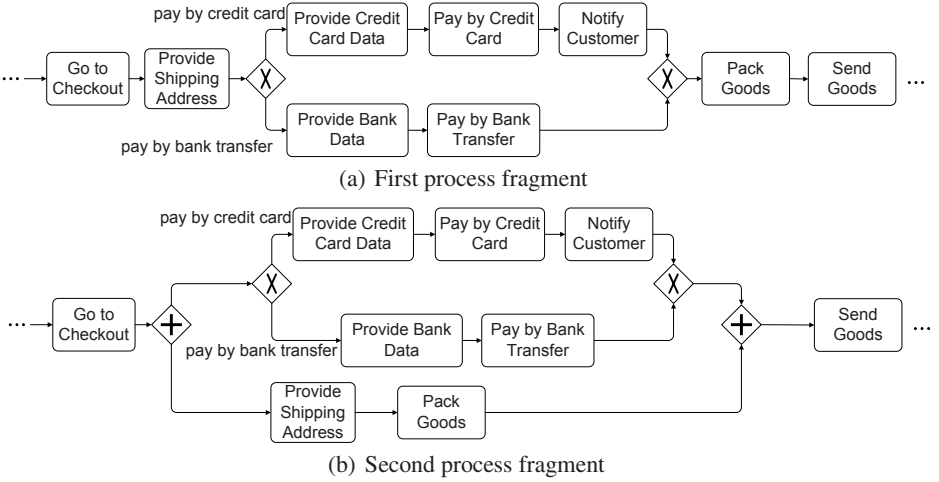 pay by credit card
Provide Credit
Card Data
Pay by Credit
Card
Notify
Customer
...
Go to
Checkout
Provide
Shipping
Address
X
X
Pack
Goods
Send
Goods
...
Provide Bank
Data
Pay by Bank
Transfer
pay by bank transfer
(a) First process fragment
pay by credit card
Provide Credit
Card Data
Pay by Credit
Card
Notify
Customer
X
X
...
Go to
Checkout
+
+
Send
Goods
...
pay by bank transfer
Provide Bank
Data
Pay by Bank
Transfer
Provide
Shipping
Address
Pack
Goods
(b) Second process fragment